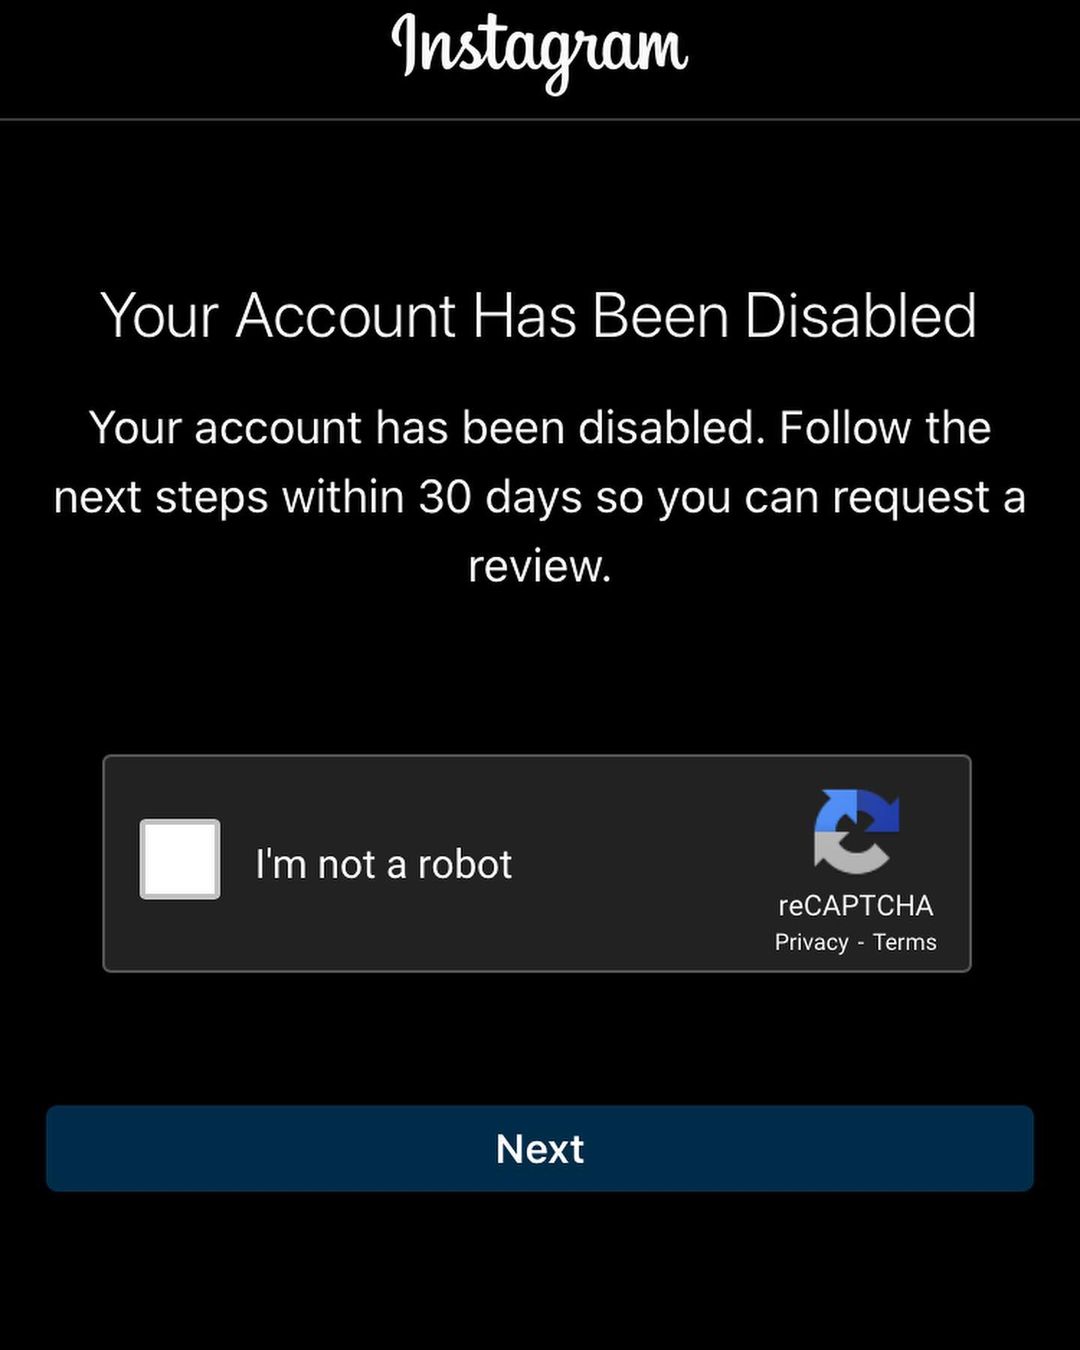 Instagram
Your Account Has Been Disabled
Your account has been disabled. Follow the
next steps within 30 days so you can request a
review.
I'm not a robot
reCAPTCHA
Privacy - Terms
Next